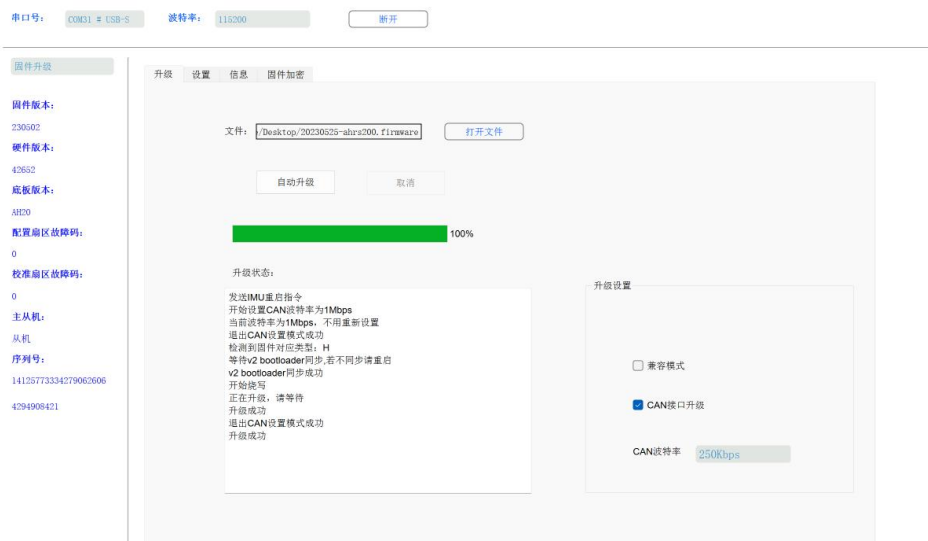 串口号： COM31 # USB-S 波特率： 115200 断开
固件升级
固件版本：
230502
硬件版本：
42652
底板版本：
AH20
配置扇区故障码：
0
校准扇区故障码：
0
主从机：
从机
序列号：
14125773334279062606
4294908421
升级 设置 信息 固件加密
文件： /Desktop/20230525-ahrs200.firmware 打开文件
自动升级 取消
100%
升级状态：
发送IMU重启指令
开始设置CAN波特率为1Mbps
当前波特率为1Mbps，不用重新设置
退出CAN设置模式成功
检测到固件对应类型：H
等待v2 bootloader同步,若不同步请重启
v2 bootloader同步成功
开始烧写
正在升级，请等待
升级成功
退出CAN设置模式成功
升级成功
升级设置
兼容模式
CAN接口升级
CAN波特率 250Kbps